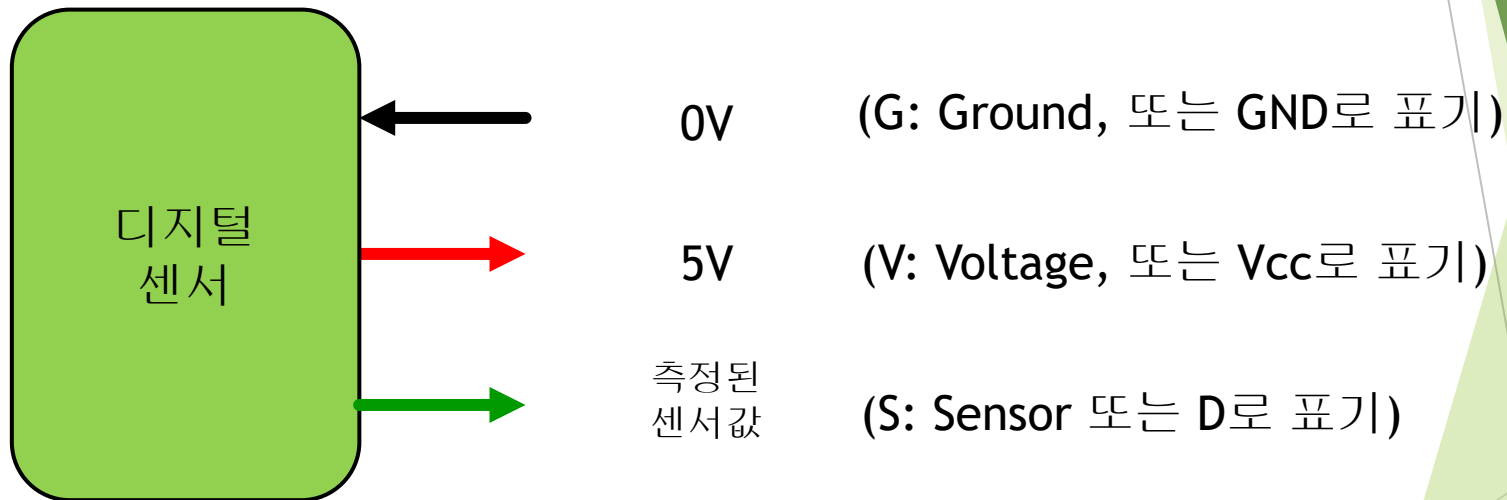 디지털
센서
0V (G: Ground, 또는 GND로 표기)
5V (V: Voltage, 또는 Vcc로 표기)
측정된
센서값
(S: Sensor 또는 D로 표기)